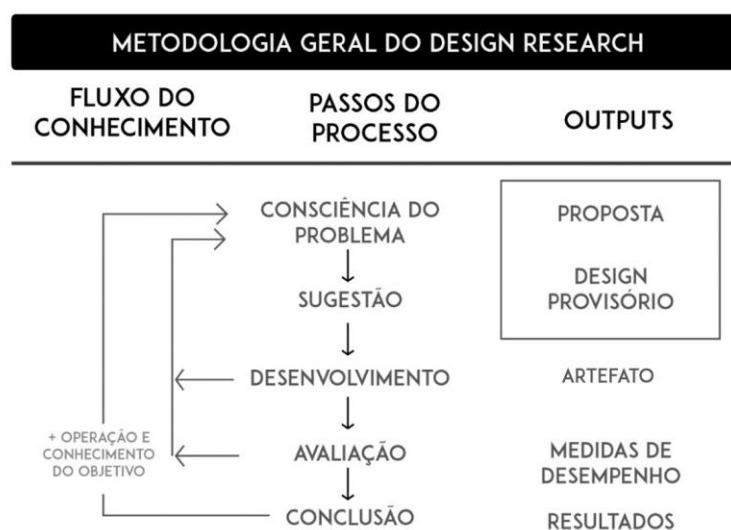 METODOLOGIA GERAL DO DESIGN RESEARCH
FLUXO DO
CONHECIMENTO
PASSOS DO
PROCESSO
OUTPUTS
CONSCIÊNCIA DO
PROBLEMA
PROPOSTA
SUGESTÃO
DESIGN
PROVISÓRIO
DESENVOLVIMENTO
ARTEFATO
+ OPERAÇÃO E
CONHECIMENTO
DO OBJETIVO
AVALIAÇÃO
MEDIDAS DE
DESEMPENHO
CONCLUSÃO
RESULTADOS